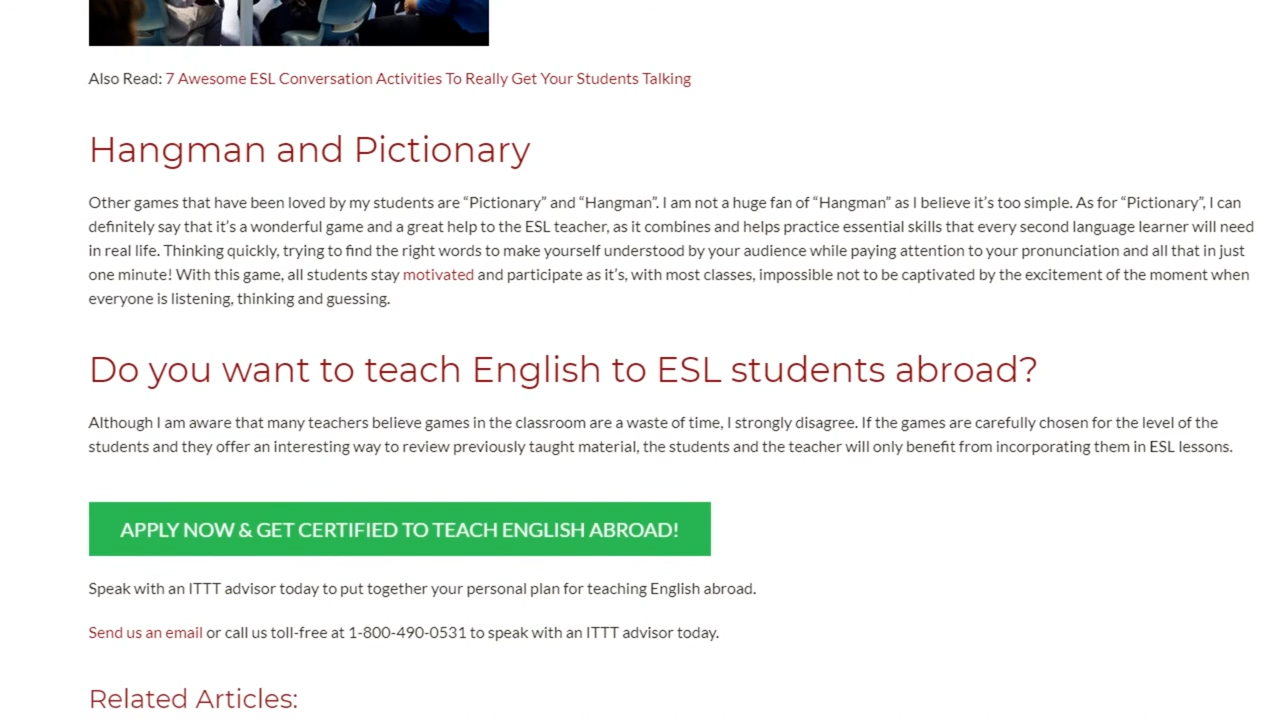 Also Read: 7 Awesome ESL Conversation Activities To Really Get Your Students Talking
Hangman and Pictionary
Other games that have been loved by my students are “Pictionary” and “Hangman”. I am not a huge fan of “Hangman” as I believe it’s too simple. As for “Pictionary”, I can
definitely say that it’s a wonderful game and a great help to the ESL teacher, as it combines and helps practice essential skills that every second language learner will need
in real life. Thinking quickly, trying to find the right words to make yourself understood by your audience while paying attention to your pronunciation and all that in just
one minute! With this game, all students stay motivated and participate as it’s, with most classes, impossible not to be captivated by the excitement of the moment when
everyone is listening, thinking and guessing.
Do you want to teach English to ESL students abroad?
Although I am aware that many teachers believe games in the classroom are a waste of time, I strongly disagree. If the games are carefully chosen for the level of the
students and they offer an interesting way to review previously taught material, the students and the teacher will only benefit from incorporating them in ESL lessons.
APPLY NOW & GET CERTIFIED TO TEACH ENGLISH ABROAD!
Speak with an ITTT advisor today to put together your personal plan for teaching English abroad.
Send us an email or call us toll-free at 1-800-490-0531 to speak with an ITTT advisor today.
Related Articles: